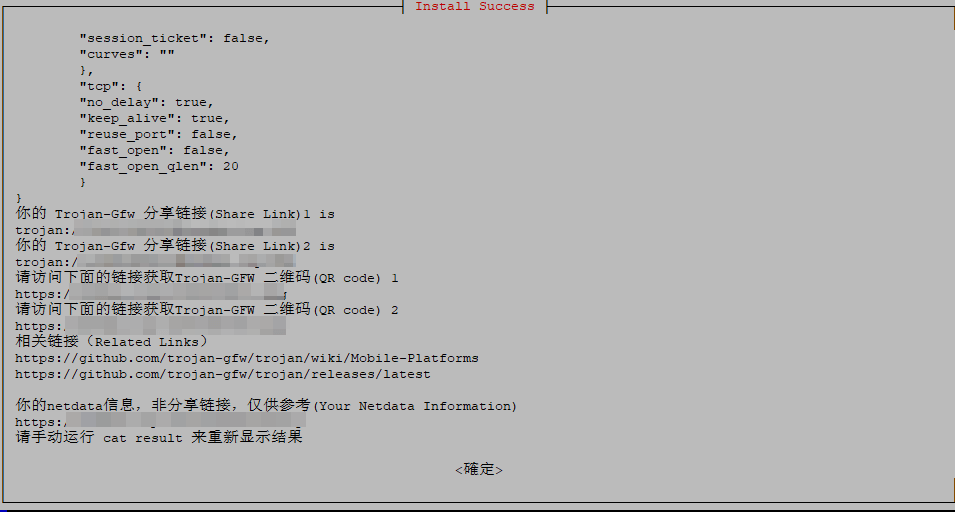 Install Success
"session_ticket": false,
"curves": ""
},
"tcp": {
"no_delay": true,
"keep_alive": true,
"reuse_port": false,
"fast_open": false,
"fast_open_qlen": 20
}
}
你的 Trojan-Gfw 分享链接(Share Link)1 is
trojan:/
你的 Trojan-Gfw 分享链接(Share Link)2 is
trojan:/
请访问下面的链接获取Trojan-GFW 二维码(QR code) 1
https:/
请访问下面的链接获取Trojan-GFW 二维码(QR code) 2
https:
相关链接（Related Links）
https://github.com/trojan-gfw/trojan/wiki/Mobile-Platforms
https://github.com/trojan-gfw/trojan/releases/latest
你的netdata信息，非分享链接，仅供参考(Your Netdata Information)
https:
请手动运行 cat result 来重新显示结果
<確定>